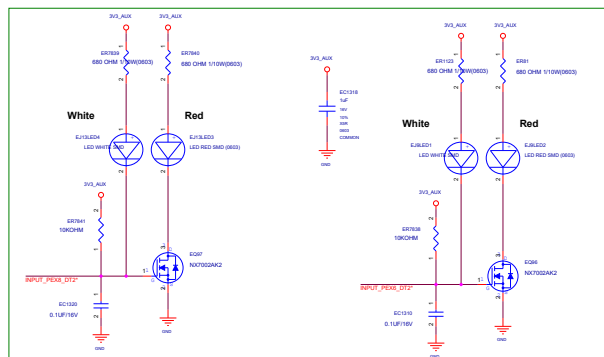 3V3_AUX
3V3_AUX
ER7839
680 OHM 1/10W(0603)
ER7840
680 OHM 1/10W(0603)
White
Red
EJ13LED4
LED WHITE SMD
EJ13LED3
LED RED SMD (0603)
3V3_AUX
ER7841
10KOHM
EQ97
NX7002AK2
EC1320
0.1UF/16V
GND
GND
3V3_AUX
EC1318
1uF
16V
10%
0603
COMMON
GND
3V3_AUX
3V3_AUX
ER1123
680 OHM 1/10W(0603)
ER81
680 OHM 1/10W(0603)
White
Red
EJ9LED1
LED WHITE SMD
EJ9LED2
LED RED SMD (0603)
3V3_AUX
ER7838
10KOHM
NX7002AK2
EC1310
0.1UF/16V
GND
GND